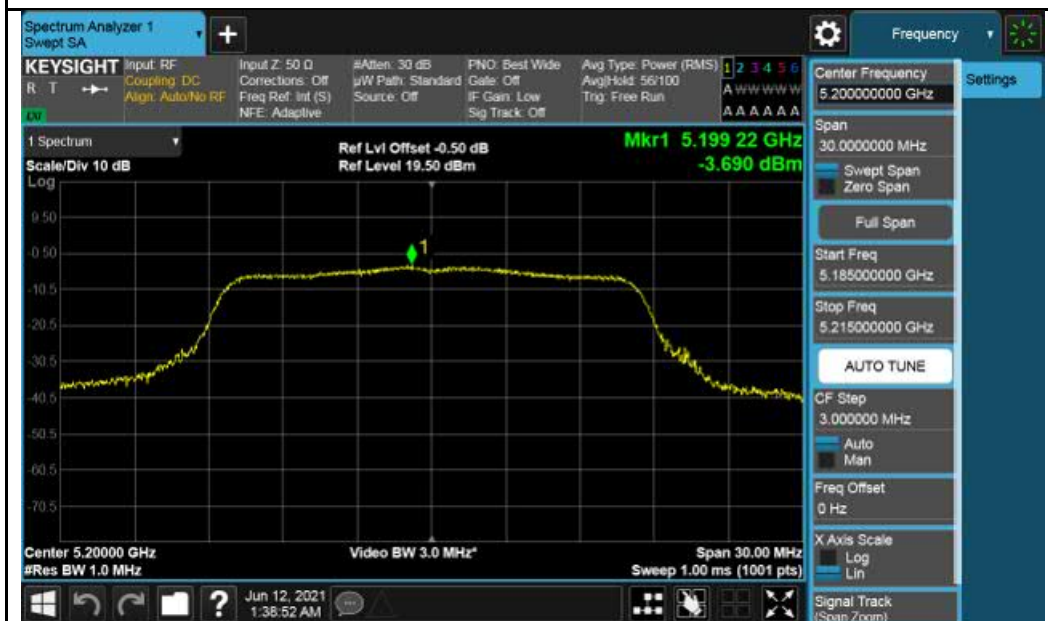 Spectrum Analyzer 1
Swept SA
+
Frequency
KEYSIGHT
R T
Input: RF
Coupling: DC
Align: Auto/No RF
Input Z: 50 Ω
Corrections: Off
Freq Ref: Int (S)
NFE: Adaptive
#Atten: 30 dB
µW Path: Standard
Source: Off
PNO: Best Wide
Gate: Off
IF Gain: Low
Sig Track: Off
Avg Type: Power (RMS)
Avg|Hold: 56/100
Trig: Free Run
1 2 3 4 5 6
A W W W W W
A A A A A A
1 Spectrum
Scale/Div 10 dB
Log
Ref Lvl Offset -0.50 dB
Ref Level 19.50 dBm
Mkr1 5.199 22 GHz
-3.690 dBm
1
9.50
-0.50
-10.5
-20.5
-30.5
-40.5
-50.5
-60.5
-70.5
Center 5.20000 GHz
#Res BW 1.0 MHz
Video BW 3.0 MHz*
Span 30.00 MHz
Sweep 1.00 ms (1001 pts)
Center Frequency
5.200000000 GHz
Settings
Span
30.0000000 MHz
Swept Span
Zero Span
Full Span
Start Freq
5.185000000 GHz
Stop Freq
5.215000000 GHz
AUTO TUNE
CF Step
3.000000 MHz
Auto
Man
Freq Offset
0 Hz
X Axis Scale
Log
Lin
Signal Track
(Span Zoom)
?
Jun 12, 2021
1:38:52 AM